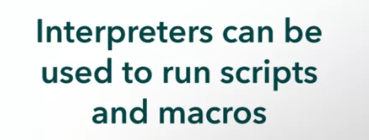 Interpreters can be
used to run scripts
and macros